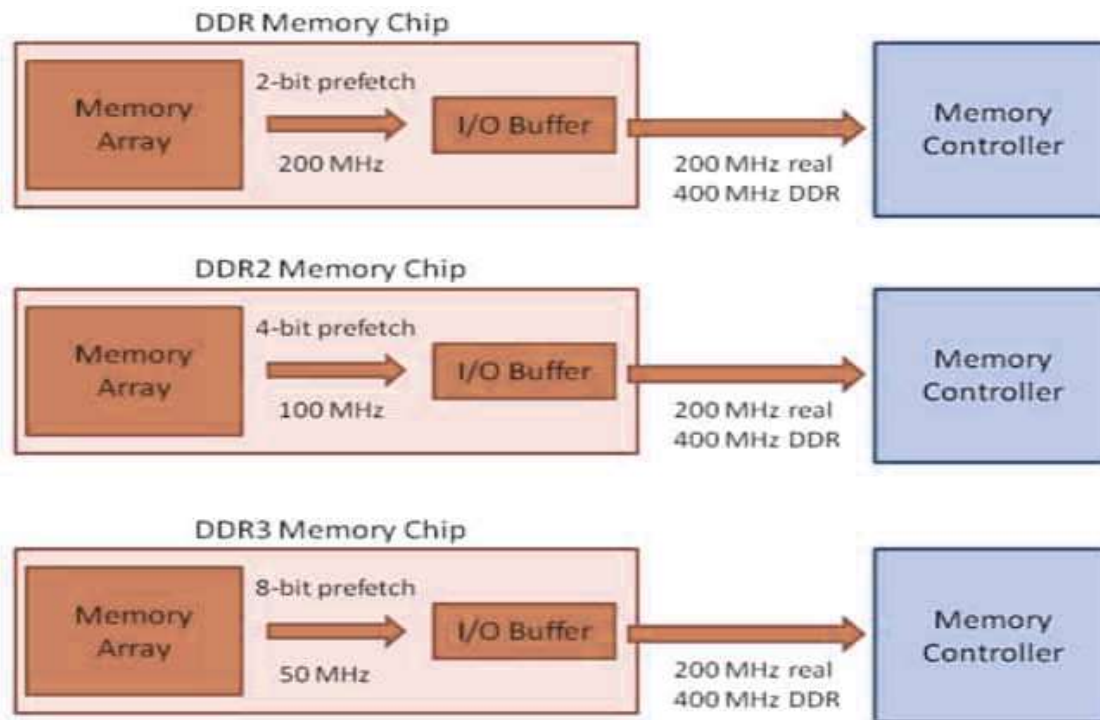 DDR Memory Chip
Memory
Array
2-bit prefetch
200 MHz
I/O Buffer
200 MHz real
400 MHz DDR
Memory
Controller
DDR2 Memory Chip
Memory
Array
4-bit prefetch
100 MHz
I/O Buffer
200 MHz real
400 MHz DDR
Memory
Controller
DDR3 Memory Chip
Memory
Array
8-bit prefetch
50 MHz
I/O Buffer
200 MHz real
400 MHz DDR
Memory
Controller